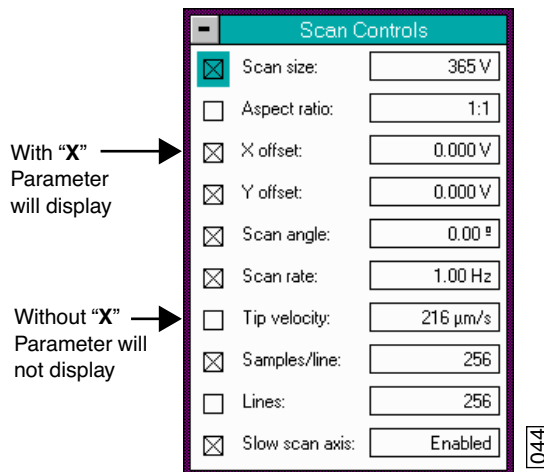 Scan Controls
Scan size: 365 V
Aspect ratio: 1:1
With “X”
Parameter
will display
X offset: 0.000 V
Y offset: 0.000 V
Scan angle: 0.00 º
Scan rate: 1.00 Hz
Without “X”
Parameter will
not display
Tip velocity: 216 µm/s
Samples/line: 256
Lines: 256
Slow scan axis: Enabled
044